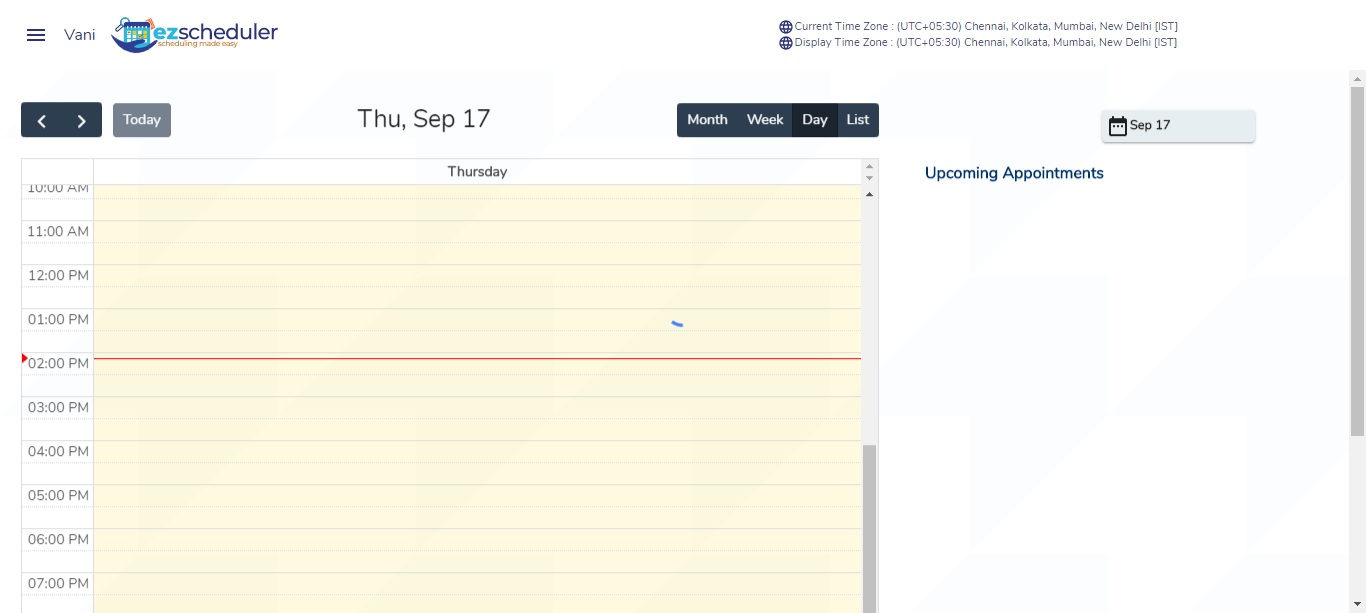 Vani
ezscheduler
scheduling made easy
Current Time Zone : (UTC+05:30) Chennai, Kolkata, Mumbai, New Delhi [IST]
Display Time Zone : (UTC+05:30) Chennai, Kolkata, Mumbai, New Delhi [IST]
Today
Thu, Sep 17
Month Week Day List
Sep 17
Thursday
Upcoming Appointments
10:00 AM
11:00 AM
12:00 PM
01:00 PM
02:00 PM
03:00 PM
04:00 PM
05:00 PM
06:00 PM
07:00 PM